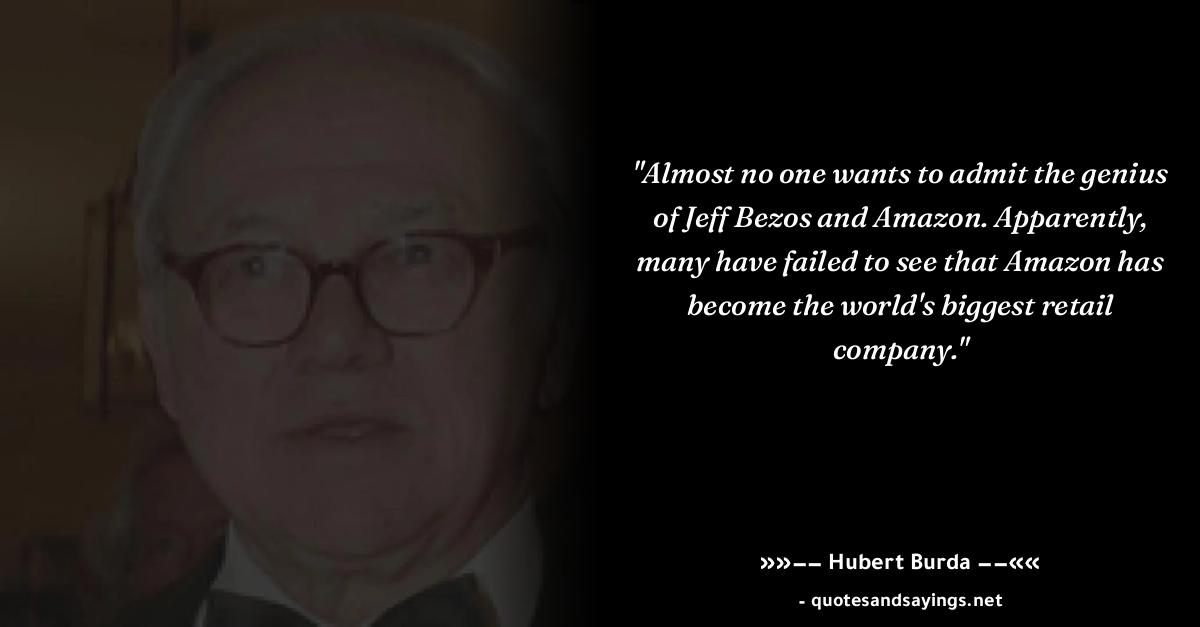 "Almost no one wants to admit the genius
of Jeff Bezos and Amazon. Apparently,
many have failed to see that Amazon has
become the world's biggest retail
company."
»»–– Hubert Burda ––««
- quotesandsayings.net